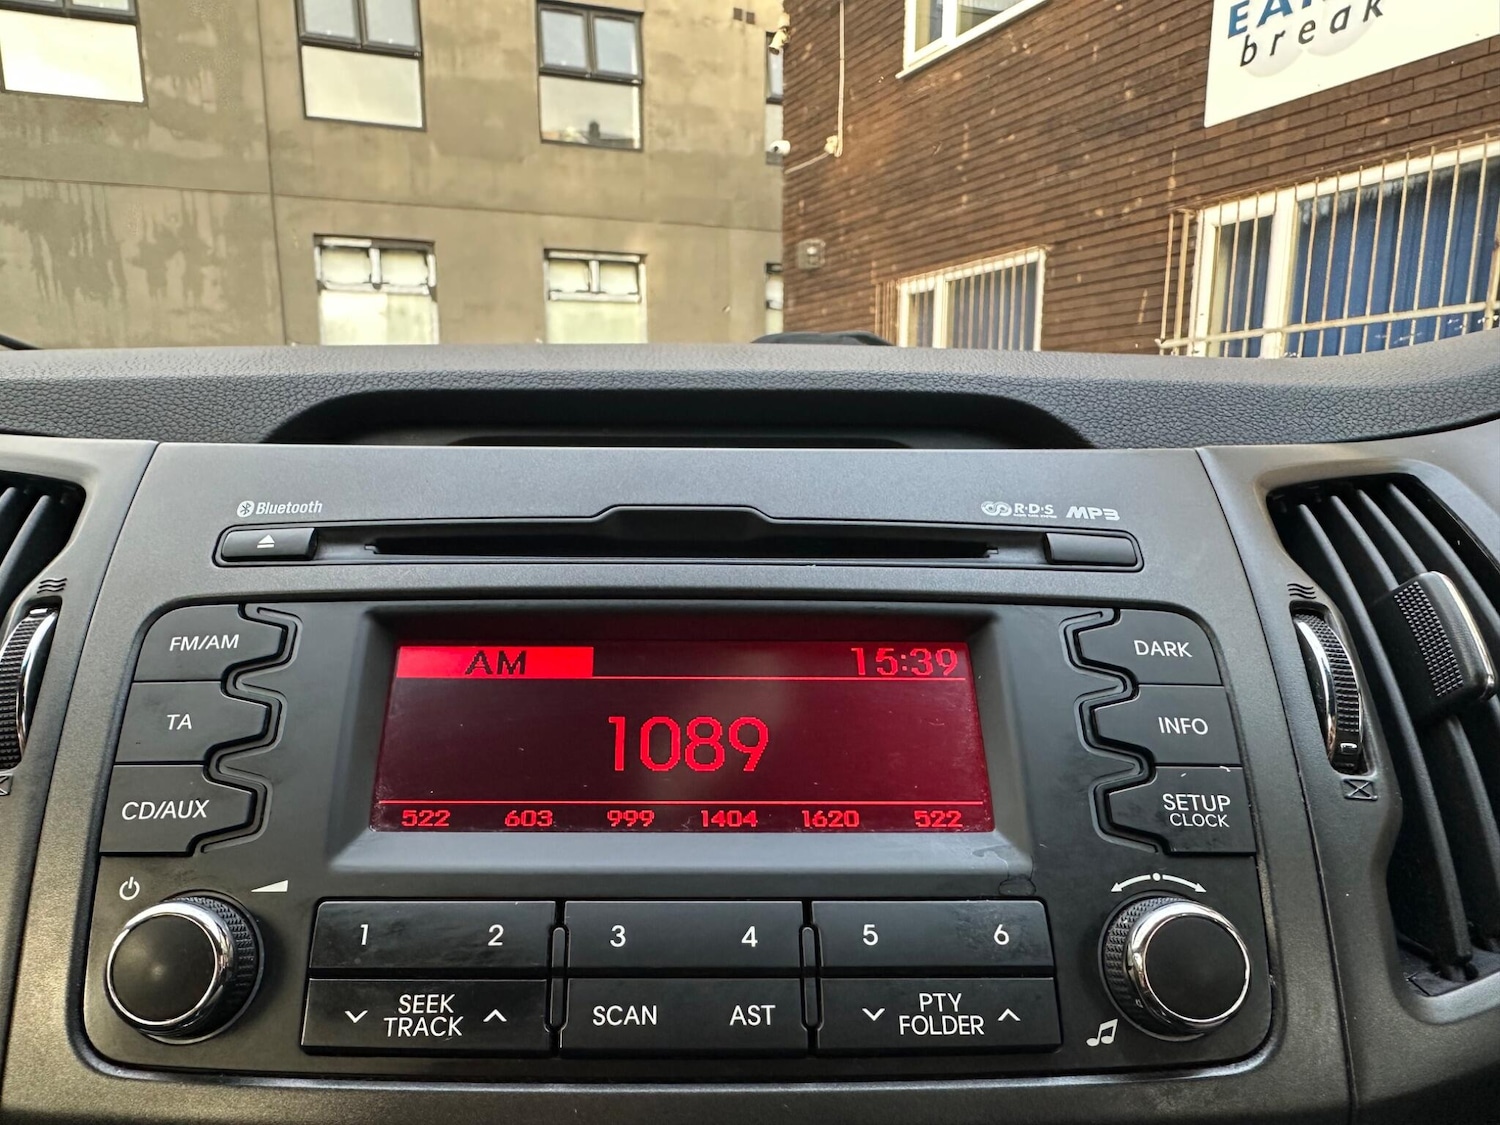 break
Bluetooth
R·D·S MP3
FM/AM
TA
CD/AUX
AM 15:39
1089
522 603 999 1404 1620 522
DARK
INFO
SETUP
CLOCK
1 2 3 4 5 6
SEEK
TRACK
SCAN AST
PTY
FOLDER